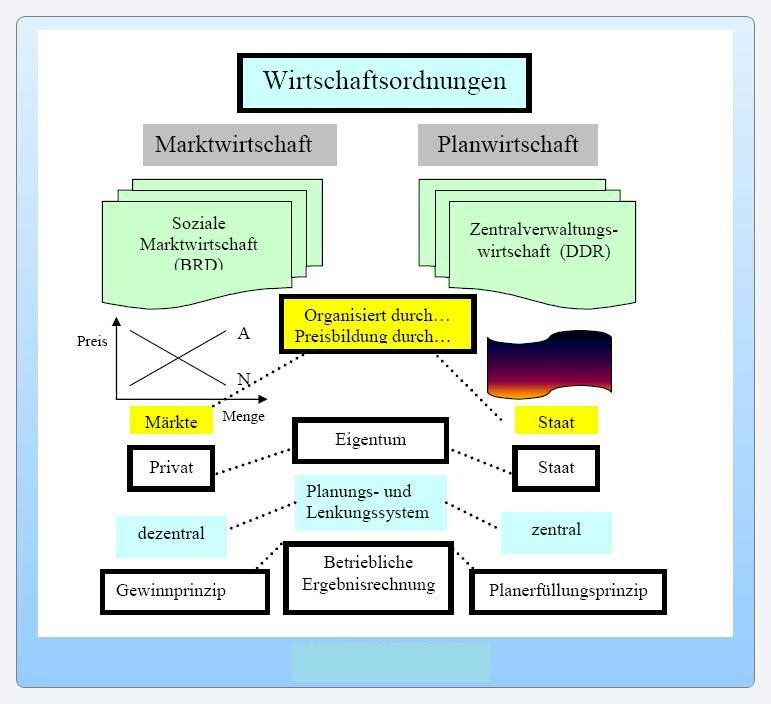 Wirtschaftsordnungen
Marktwirtschaft
Planwirtschaft
Soziale
Marktwirtschaft
(BRD)
Zentralverwaltungs-
wirtschaft (DDR)
Organisiert durch…
Preisbildung durch…
Preis
A
N
Menge
Märkte
Staat
Privat
Eigentum
Staat
Planungs- und
Lenkungssystem
dezentral
zentral
Betriebliche
Ergebnisrechnung
Gewinnprinzip
Planerfüllungsprinzip